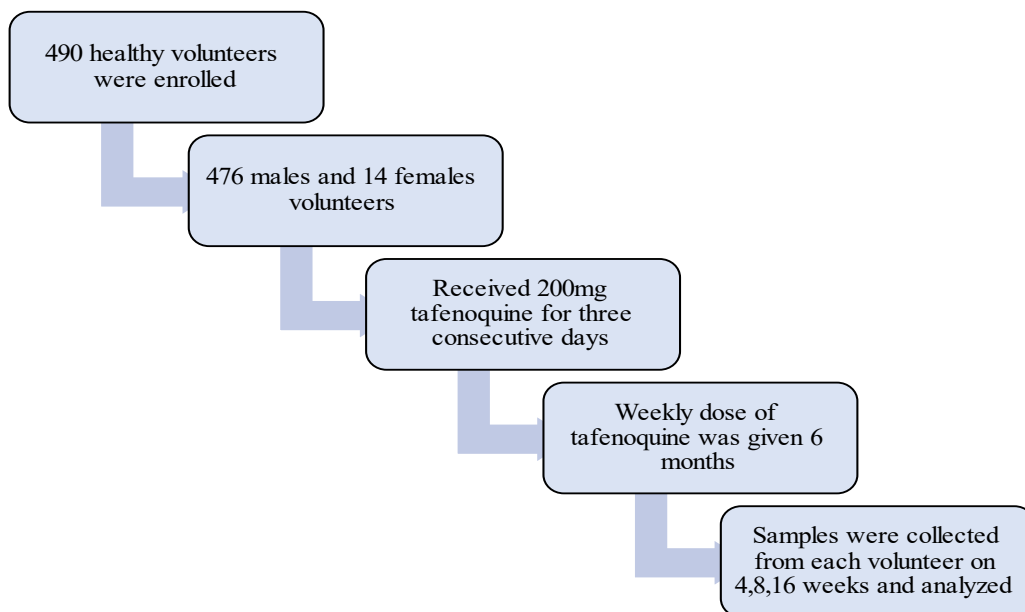 490 healthy volunteers
were enrolled
476 males and 14 females
volunteers
Received 200mg
tafenoquine for three
consecutive days
Weekly dose of
tafenoquine was given 6
months
Samples were collected
from each volunteer on
4,8,16 weeks and analyzed